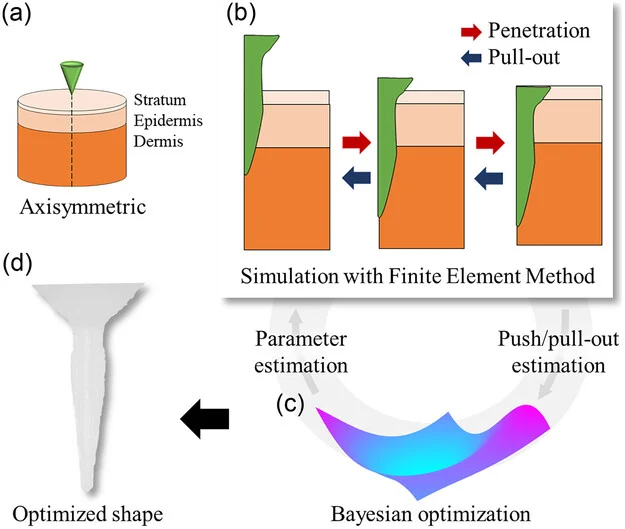 (a)
Stratum
Epidermis
Dermis
Axisymmetric
(b)
Penetration
Pull-out
Simulation with Finite Element Method
Parameter
estimation
Push/pull-out
estimation
(c)
Bayesian optimization
(d)
Optimized shape